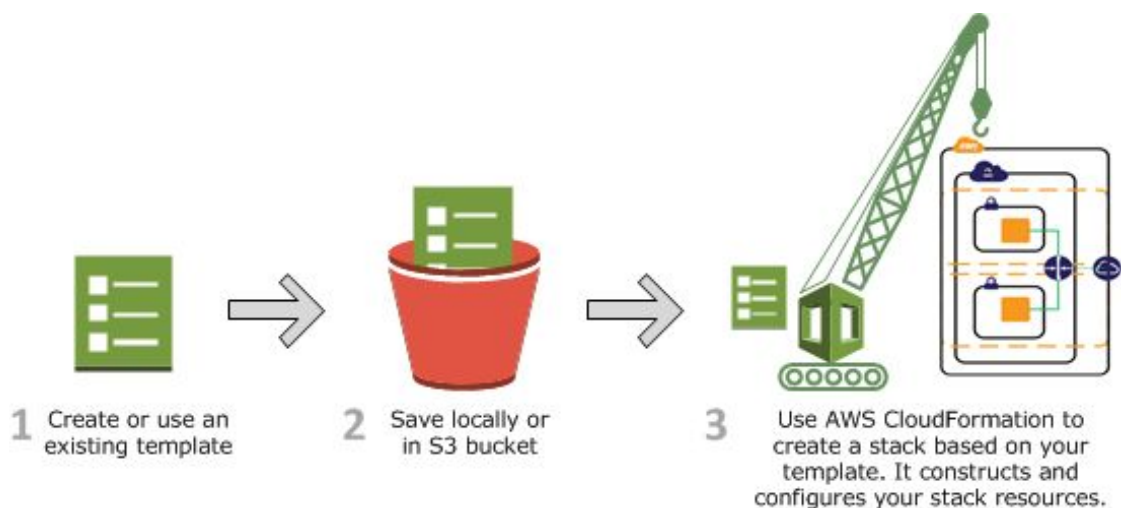 1 Create or use an
existing template
2 Save locally or
in S3 bucket
3 Use AWS CloudFormation to
create a stack based on your
template. It constructs and
configures your stack resources.